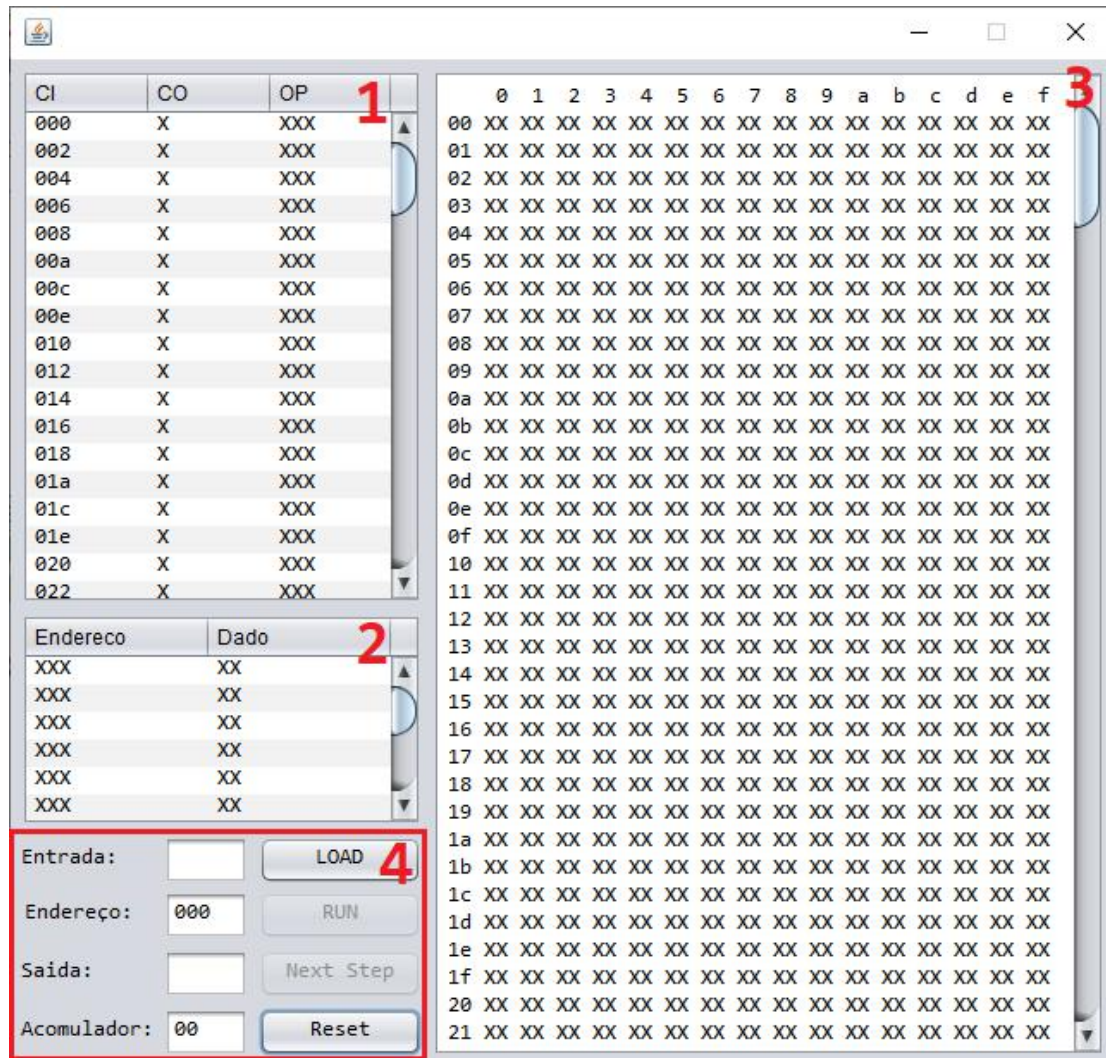 CI CO OP 1
000 X XXX
002 X XXX
004 X XXX
006 X XXX
008 X XXX
00a X XXX
00c X XXX
00e X XXX
010 X XXX
012 X XXX
014 X XXX
016 X XXX
018 X XXX
01a X XXX
01c X XXX
01e X XXX
020 X XXX
022 X XXX
Endereco Dado 2
XXX XX
XXX XX
XXX XX
XXX XX
XXX XX
XXX XX
Entrada: LOAD 4
Endereço: 000 RUN
Saida: Next Step
Acomulador: 00 Reset
0 1 2 3 4 5 6 7 8 9 a b c d e f 3
00 XX XX XX XX XX XX XX XX XX XX XX XX XX XX XX XX
01 XX XX XX XX XX XX XX XX XX XX XX XX XX XX XX XX
02 XX XX XX XX XX XX XX XX XX XX XX XX XX XX XX XX
03 XX XX XX XX XX XX XX XX XX XX XX XX XX XX XX XX
04 XX XX XX XX XX XX XX XX XX XX XX XX XX XX XX XX
05 XX XX XX XX XX XX XX XX XX XX XX XX XX XX XX XX
06 XX XX XX XX XX XX XX XX XX XX XX XX XX XX XX XX
07 XX XX XX XX XX XX XX XX XX XX XX XX XX XX XX XX
08 XX XX XX XX XX XX XX XX XX XX XX XX XX XX XX XX
09 XX XX XX XX XX XX XX XX XX XX XX XX XX XX XX XX
0a XX XX XX XX XX XX XX XX XX XX XX XX XX XX XX XX
0b XX XX XX XX XX XX XX XX XX XX XX XX XX XX XX XX
0c XX XX XX XX XX XX XX XX XX XX XX XX XX XX XX XX
0d XX XX XX XX XX XX XX XX XX XX XX XX XX XX XX XX
0e XX XX XX XX XX XX XX XX XX XX XX XX XX XX XX XX
0f XX XX XX XX XX XX XX XX XX XX XX XX XX XX XX XX
10 XX XX XX XX XX XX XX XX XX XX XX XX XX XX XX XX
11 XX XX XX XX XX XX XX XX XX XX XX XX XX XX XX XX
12 XX XX XX XX XX XX XX XX XX XX XX XX XX XX XX XX
13 XX XX XX XX XX XX XX XX XX XX XX XX XX XX XX XX
14 XX XX XX XX XX XX XX XX XX XX XX XX XX XX XX XX
15 XX XX XX XX XX XX XX XX XX XX XX XX XX XX XX XX
16 XX XX XX XX XX XX XX XX XX XX XX XX XX XX XX XX
17 XX XX XX XX XX XX XX XX XX XX XX XX XX XX XX XX
18 XX XX XX XX XX XX XX XX XX XX XX XX XX XX XX XX
19 XX XX XX XX XX XX XX XX XX XX XX XX XX XX XX XX
1a XX XX XX XX XX XX XX XX XX XX XX XX XX XX XX XX
1b XX XX XX XX XX XX XX XX XX XX XX XX XX XX XX XX
1c XX XX XX XX XX XX XX XX XX XX XX XX XX XX XX XX
1d XX XX XX XX XX XX XX XX XX XX XX XX XX XX XX XX
1e XX XX XX XX XX XX XX XX XX XX XX XX XX XX XX XX
1f XX XX XX XX XX XX XX XX XX XX XX XX XX XX XX XX
20 XX XX XX XX XX XX XX XX XX XX XX XX XX XX XX XX
21 XX XX XX XX XX XX XX XX XX XX XX XX XX XX XX XX